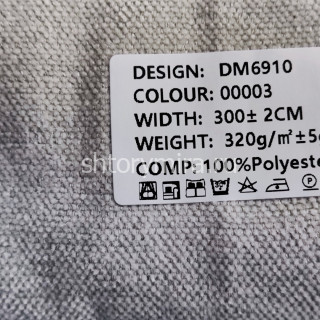 DESIGN: DM6910
COLOUR: 00003
WIDTH: 300± 2CM
WEIGHT: 320g/㎡±5
COMP: 100%Polyeste